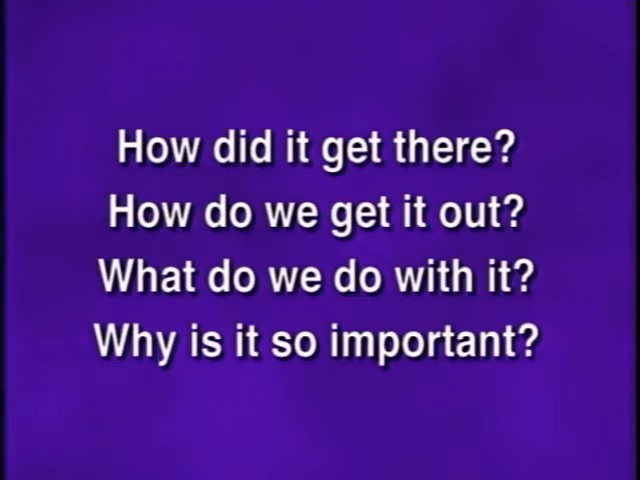 How did it get there?
How do we get it out?
What do we do with it?
Why is it so important?